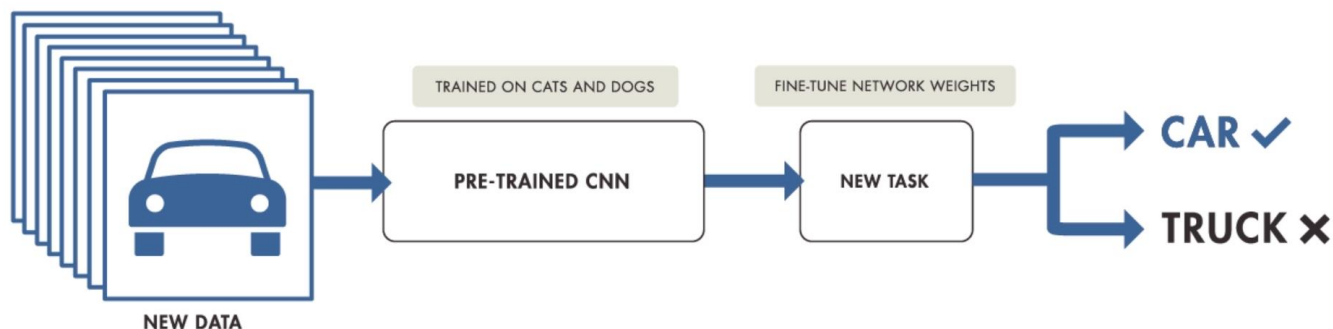 TRAINED ON CATS AND DOGS
FINE-TUNE NETWORK WEIGHTS
CAR
PRE-TRAINED CNN
NEW TASK
TRUCK
NEW DATA